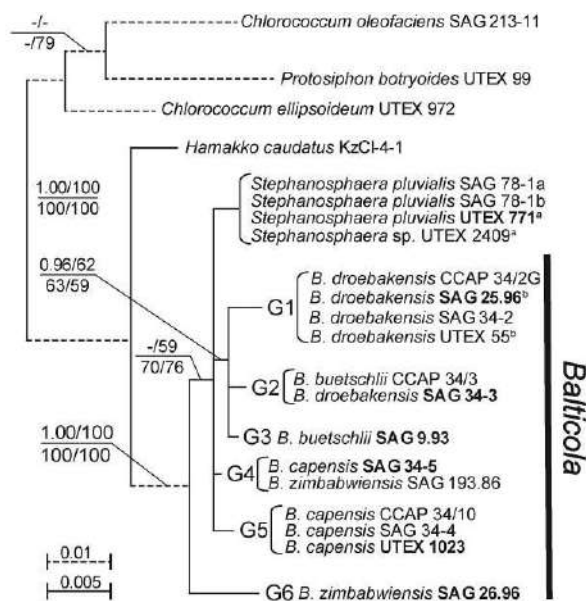 Chlorococcum oleofaciens SAG 213-11
-/-
-/79
Protosiphon botryoides UTEX 99
Chlorococcum ellipsoideum UTEX 972
Hamakko caudatus KzCl-4-1
1.00/100
100/100
Stephanosphaera pluvialis SAG 78-1a
Stephanosphaera pluvialis SAG 78-1b
Stephanosphaera pluvialis UTEX 771ᵃ
Stephanosphaera sp. UTEX 2409ᵃ
0.96/62
63/59
G1
B. droebakensis CCAP 34/2G
B. droebakensis SAG 25.96ᵇ
B. droebakensis SAG 34-2
B. droebakensis UTEX 55ᵇ
-/59
70/76
G2
B. buetschlii CCAP 34/3
B. droebakensis SAG 34-3
G3 B. buetschlii SAG 9.93
1.00/100
100/100
G4
B. capensis SAG 34-5
B. zimbabwiensis SAG 193.86
G5
B. capensis CCAP 34/10
B. capensis SAG 34-4
B. capensis UTEX 1023
G6 B. zimbabwiensis SAG 26.96
Balticola
0.01
0.005